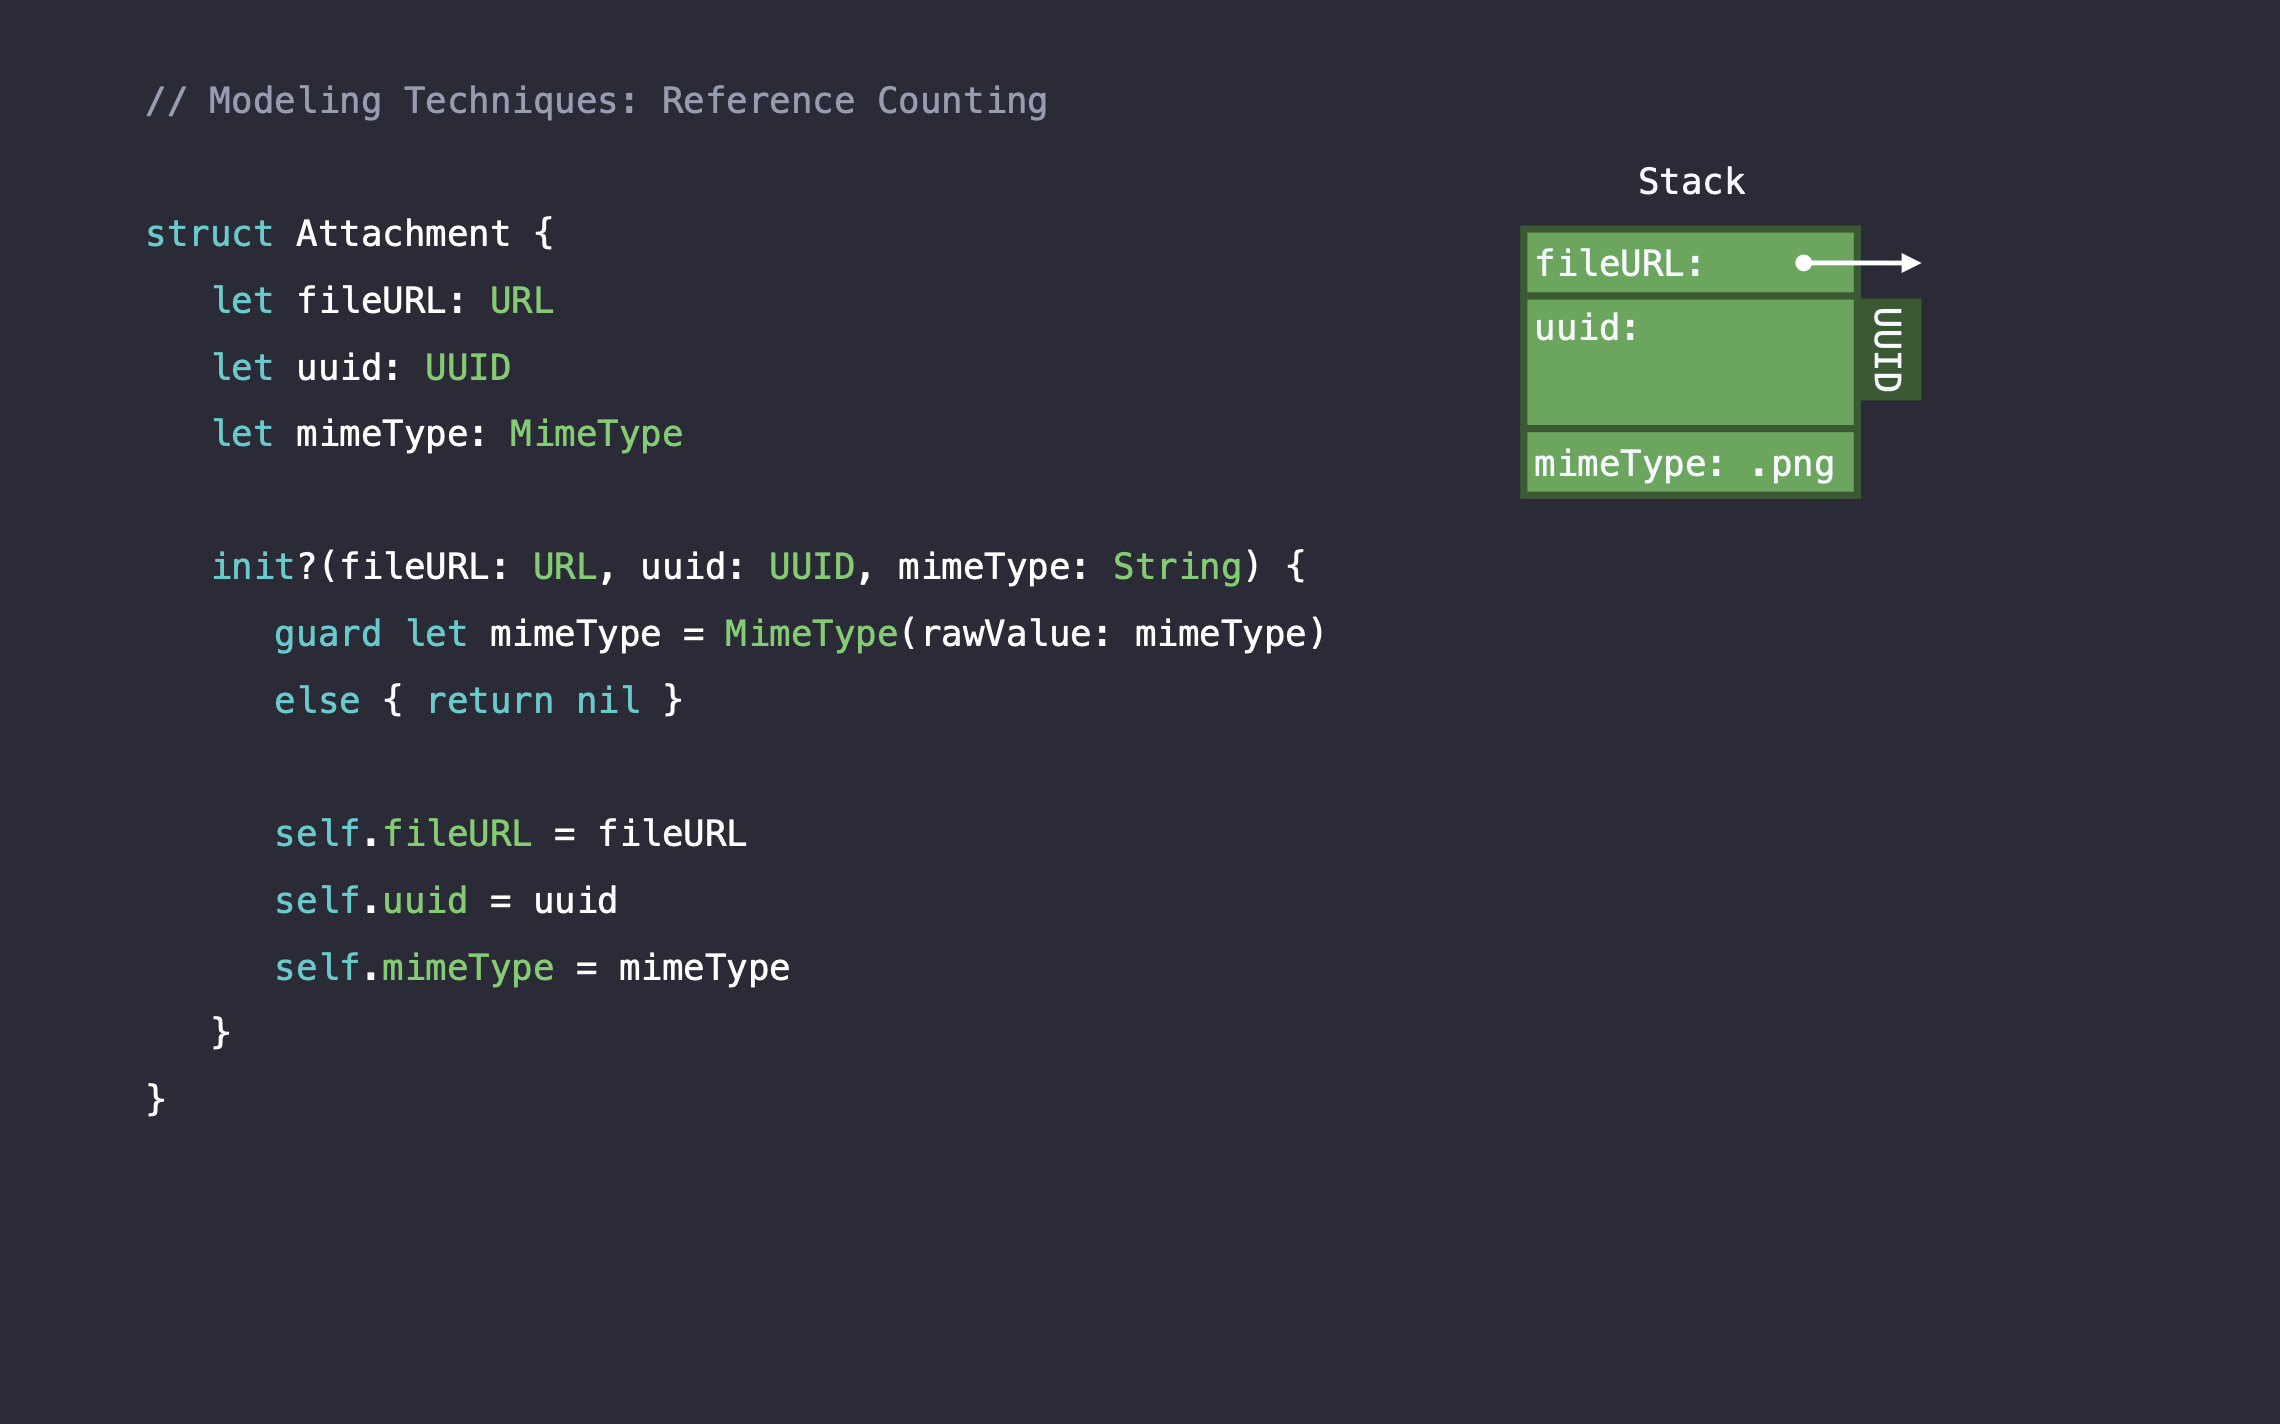 // Modeling Techniques: Reference Counting
struct Attachment {
let fileURL: URL
let uuid: UUID
let mimeType: MimeType
init?(fileURL: URL, uuid: UUID, mimeType: String) {
guard let mimeType = MimeType(rawValue: mimeType)
else { return nil }
self.fileURL = fileURL
self.uuid = uuid
self.mimeType = mimeType
}
}
Stack
fileURL:
uuid:
UUID
mimeType: .png